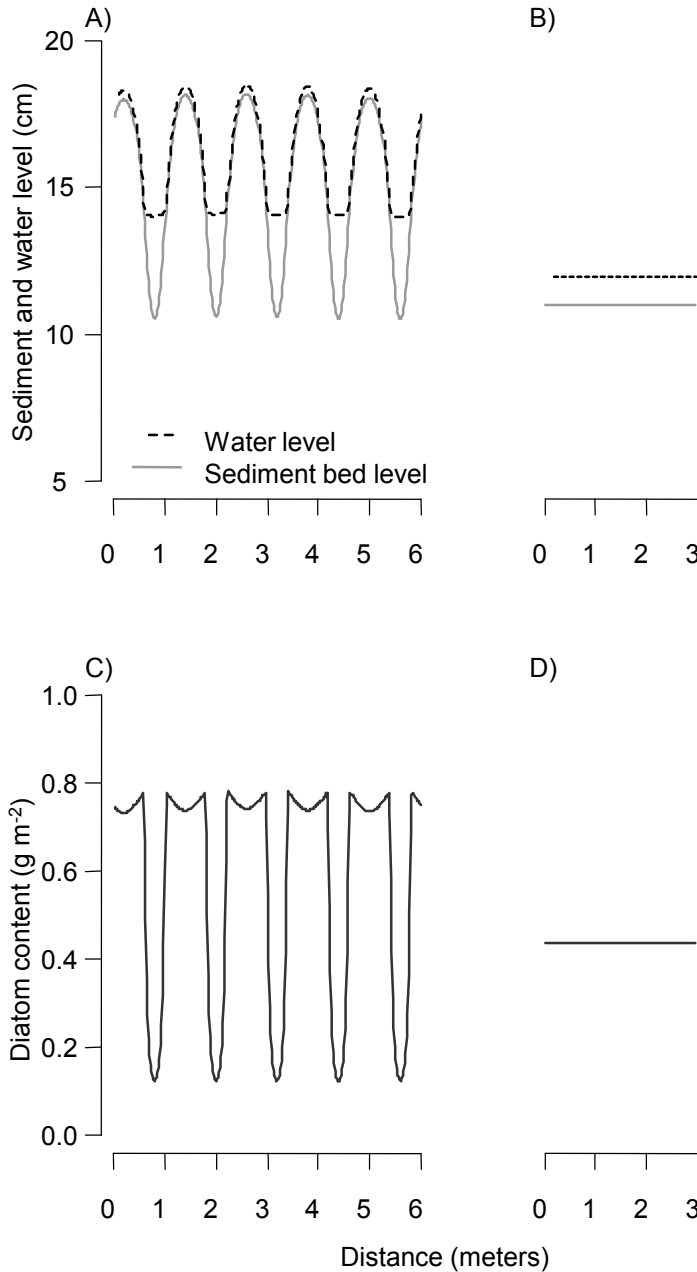 A)
B)
20
15
10
5
Sediment and water level (cm)
Water level
Sediment bed level
0 1 2 3 4 5 6
0 1 2 3
C)
D)
1.0
0.8
0.6
0.4
0.2
0.0
Diatom content (g m-2)
0 1 2 3 4 5 6
0 1 2 3
Distance (meters)